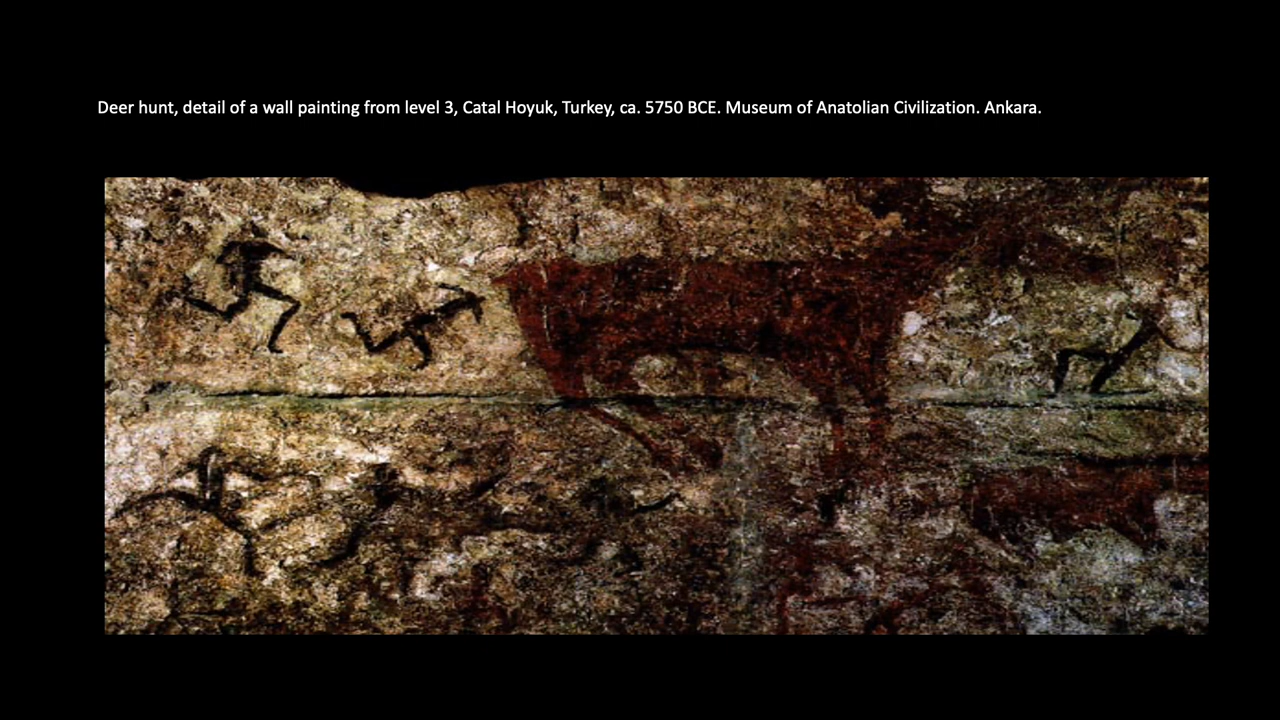 Deer hunt, detail of a wall painting from level 3, Catal Hoyuk, Turkey, ca. 5750 BCE. Museum of Anatolian Civilization. Ankara.